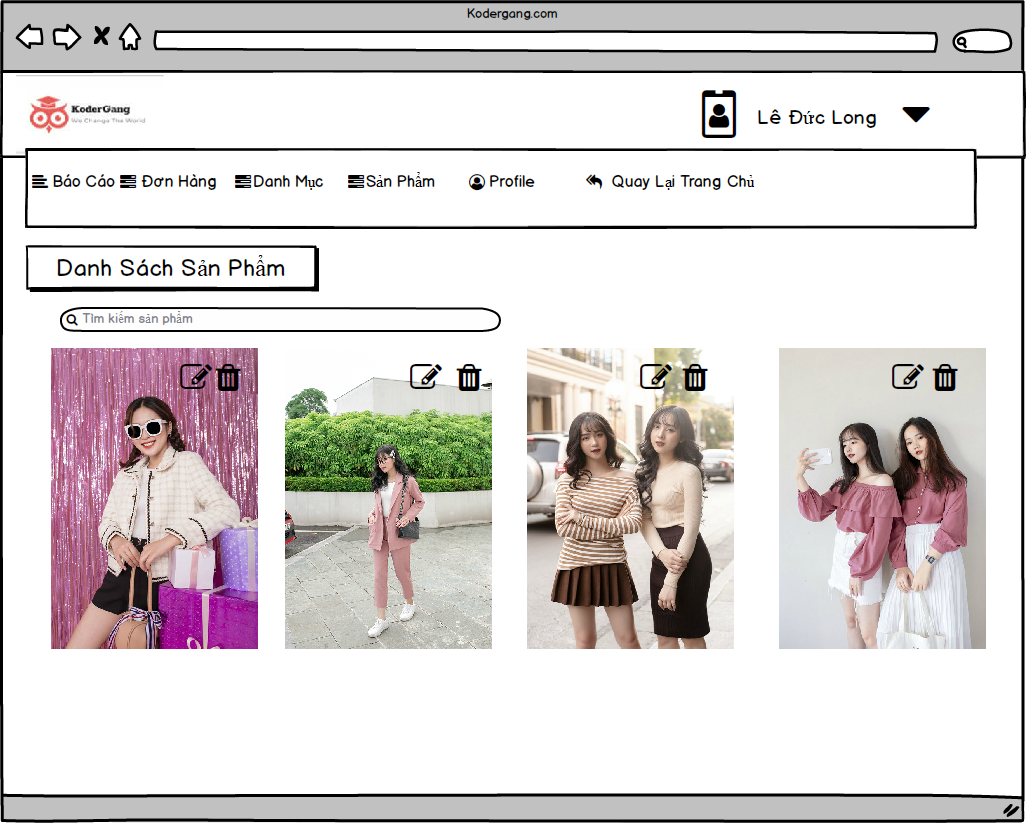 Kodergang.com
KoderGang
We Change The World
Lê Đức Long
Báo Cáo Đơn Hàng Danh Mục Sản Phẩm Profile Quay Lại Trang Chủ
Danh Sách Sản Phẩm
Tìm kiếm sản phẩm